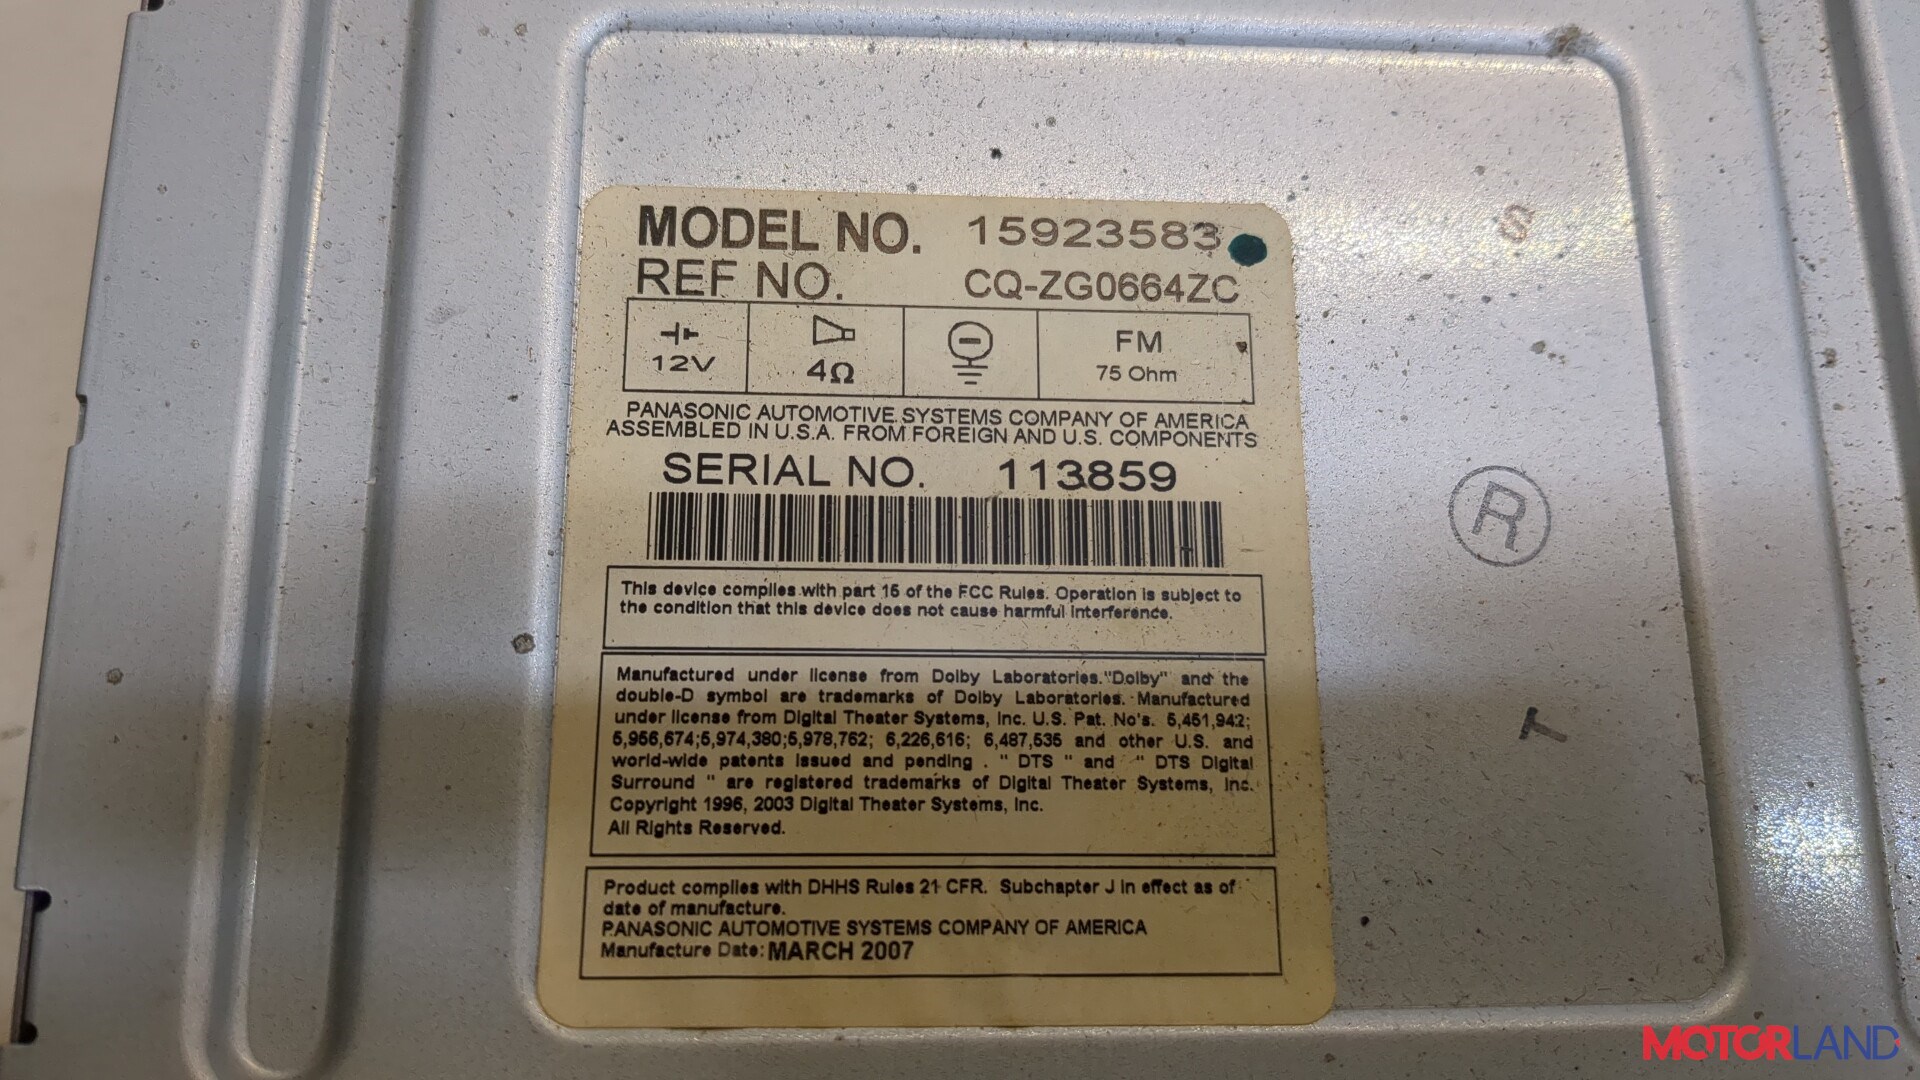 MODEL NO. 15923583
REF NO. CQ-ZG0664ZC
12V
4Ω
FM
75 Ohm
PANASONIC AUTOMOTIVE SYSTEMS COMPANY OF AMERICA
ASSEMBLED IN U.S.A. FROM FOREIGN AND U.S. COMPONENTS
SERIAL NO. 113859
This device complies with part 15 of the FCC Rules. Operation is subject to
the condition that this device does not cause harmful interference.
Manufactured under license from Dolby Laboratories."Dolby" and the
double-D symbol are trademarks of Dolby Laboratories. Manufactured
under license from Digital Theater Systems, Inc. U.S. Pat. No's. 5,451,942;
5,956,674;5,974,380;5,978,762; 6,226,616; 6,487,535 and other U.S. and
world-wide patents issued and pending . " DTS " and " DTS Digital
Surround " are registered trademarks of Digital Theater Systems, Inc.
Copyright 1996, 2003 Digital Theater Systems, Inc.
All Rights Reserved.
Product complies with DHHS Rules 21 CFR. Subchapter J in effect as of
date of manufacture.
PANASONIC AUTOMOTIVE SYSTEMS COMPANY OF AMERICA
Manufacture Date: MARCH 2007
S
R
T
MOTORLAND